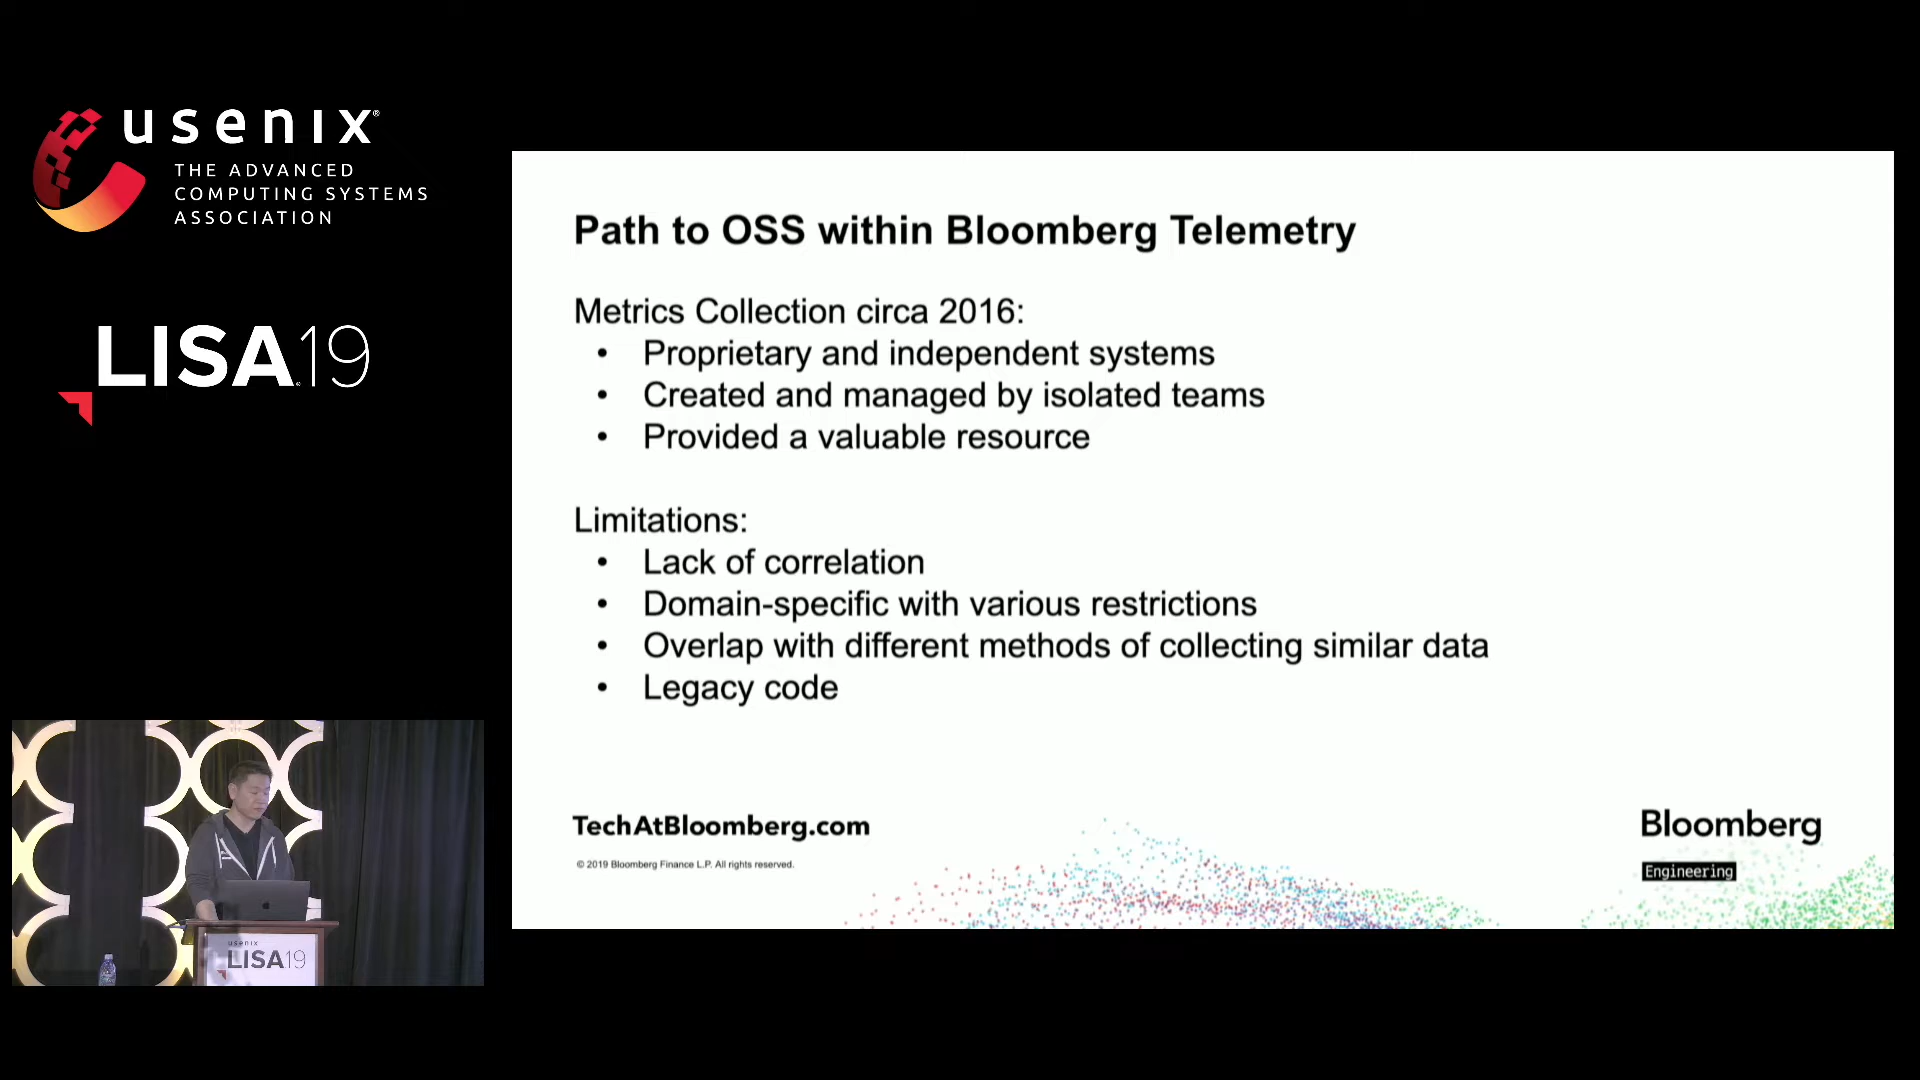 usenix®
THE ADVANCED
COMPUTING SYSTEMS
ASSOCIATION
LISA19
Path to OSS within Bloomberg Telemetry
Metrics Collection circa 2016:
• Proprietary and independent systems
• Created and managed by isolated teams
• Provided a valuable resource
Limitations:
• Lack of correlation
• Domain-specific with various restrictions
• Overlap with different methods of collecting similar data
• Legacy code
TechAtBloomberg.com
© 2019 Bloomberg Finance L.P. All rights reserved.
Bloomberg
Engineering
usenix
LISA19